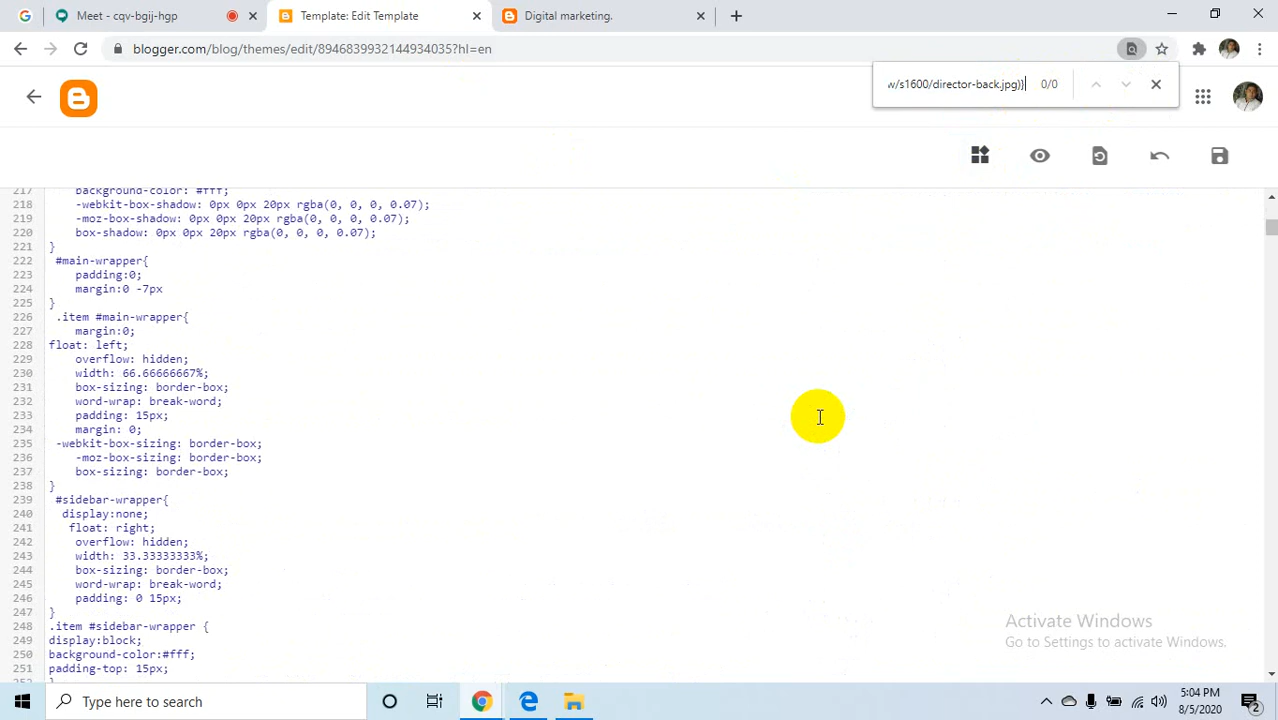 Meet - cqv-bgij-hgp
Template: Edit Template
Digital marketing.
blogger.com/blog/themes/edit/8946839932144934035?hl=en
w/s1600/director-back.jpg)}
0/0
217 background-color: #fff;
218 -webkit-box-shadow: 0px 0px 20px rgba(0, 0, 0, 0.07);
219 -moz-box-shadow: 0px 0px 20px rgba(0, 0, 0, 0.07);
220 box-shadow: 0px 0px 20px rgba(0, 0, 0, 0.07);
221 }
222 #main-wrapper{
223 padding:0;
224 margin:0 -7px
225 }
226 .item #main-wrapper{
227 margin:0;
228 float: left;
229 overflow: hidden;
230 width: 66.66666667%;
231 box-sizing: border-box;
232 word-wrap: break-word;
233 padding: 15px;
234 margin: 0;
235 -webkit-box-sizing: border-box;
236 -moz-box-sizing: border-box;
237 box-sizing: border-box;
238 }
239 #sidebar-wrapper{
240 display:none;
241 float: right;
242 overflow: hidden;
243 width: 33.33333333%;
244 box-sizing: border-box;
245 word-wrap: break-word;
246 padding: 0 15px;
247 }
248 .item #sidebar-wrapper {
249 display:block;
250 background-color:#fff;
251 padding-top: 15px;
Activate Windows
Go to Settings to activate Windows.
Type here to search
5:04 PM
8/5/2020
2